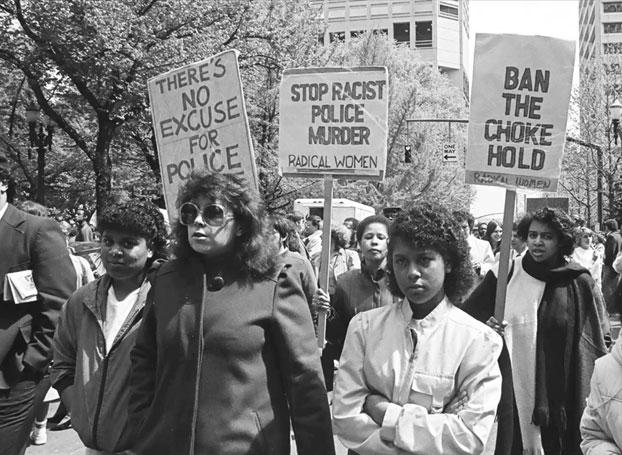 THERE'S
NO
EXCUSE
FOR
POLICE
STOP RACIST
POLICE
MURDER
RADICAL WOMEN
BAN
THE
CHOKE
HOLD
RADICAL WOMEN
ONE
WAY